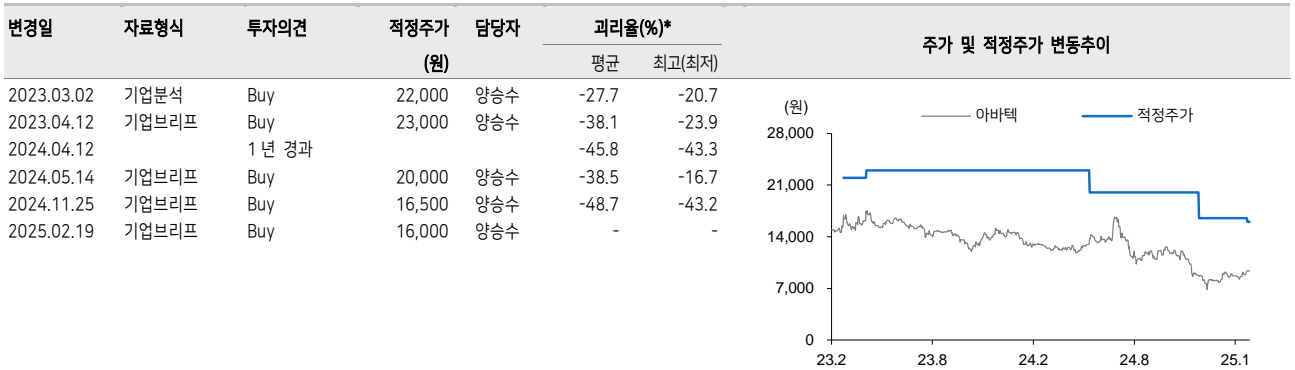 변경일 자료형식 투자의견 적정주가 담당자 괴리율(%)* 주가 및 적정주가 변동추이
(원) 평균 최고(최저)
2023.03.02 기업분석 Buy 22,000 양승수 -27.7 -20.7
2023.04.12 기업브리프 Buy 23,000 양승수 -38.1 -23.9
2024.04.12 1년 경과 -45.8 -43.3
2024.05.14 기업브리프 Buy 20,000 양승수 -38.5 -16.7
2024.11.25 기업브리프 Buy 16,500 양승수 -48.7 -43.2
2025.02.19 기업브리프 Buy 16,000 양승수 - -
(원) 아바텍 적정주가
28,000
21,000
14,000
7,000
0
23.2 23.8 24.2 24.8 25.1